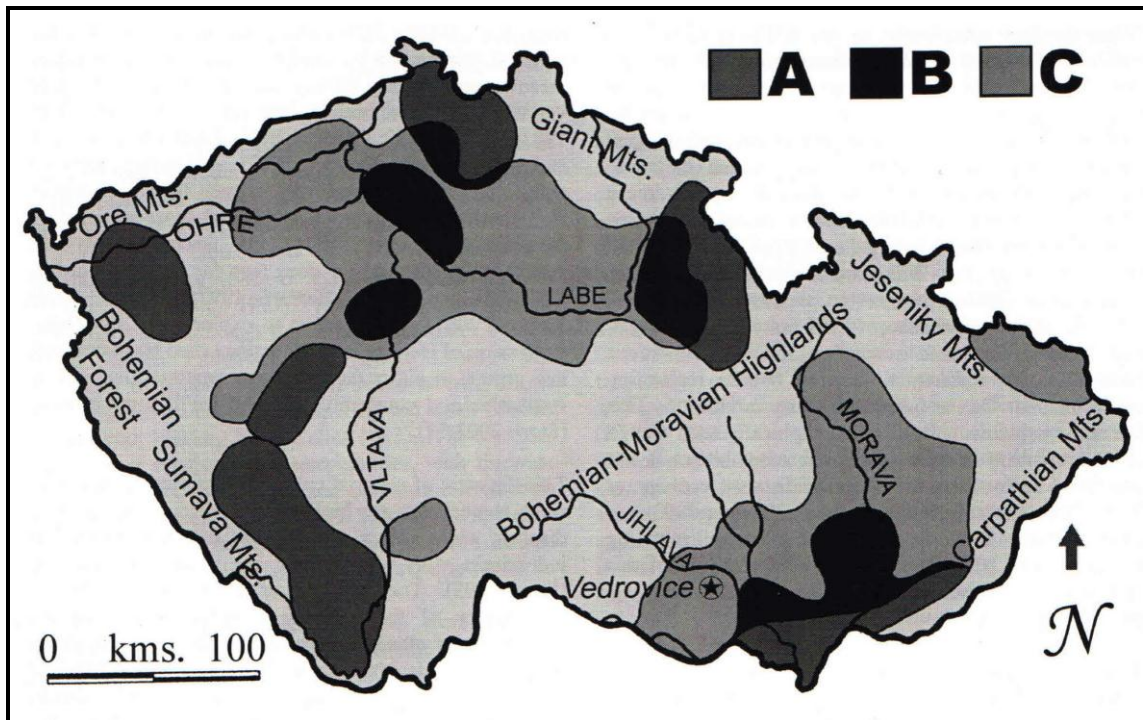 A B C
Giant Mts.
Ore Mts.
OHRE
LABE
Jeseniky Mts.
Bohemian
Forest
Sumava Mts.
VLTAVA
Bohemian-Moravian Highlands
MORAVA
JIHLAVA
Carpathian Mts.
Vedrovice
0 kms. 100
N